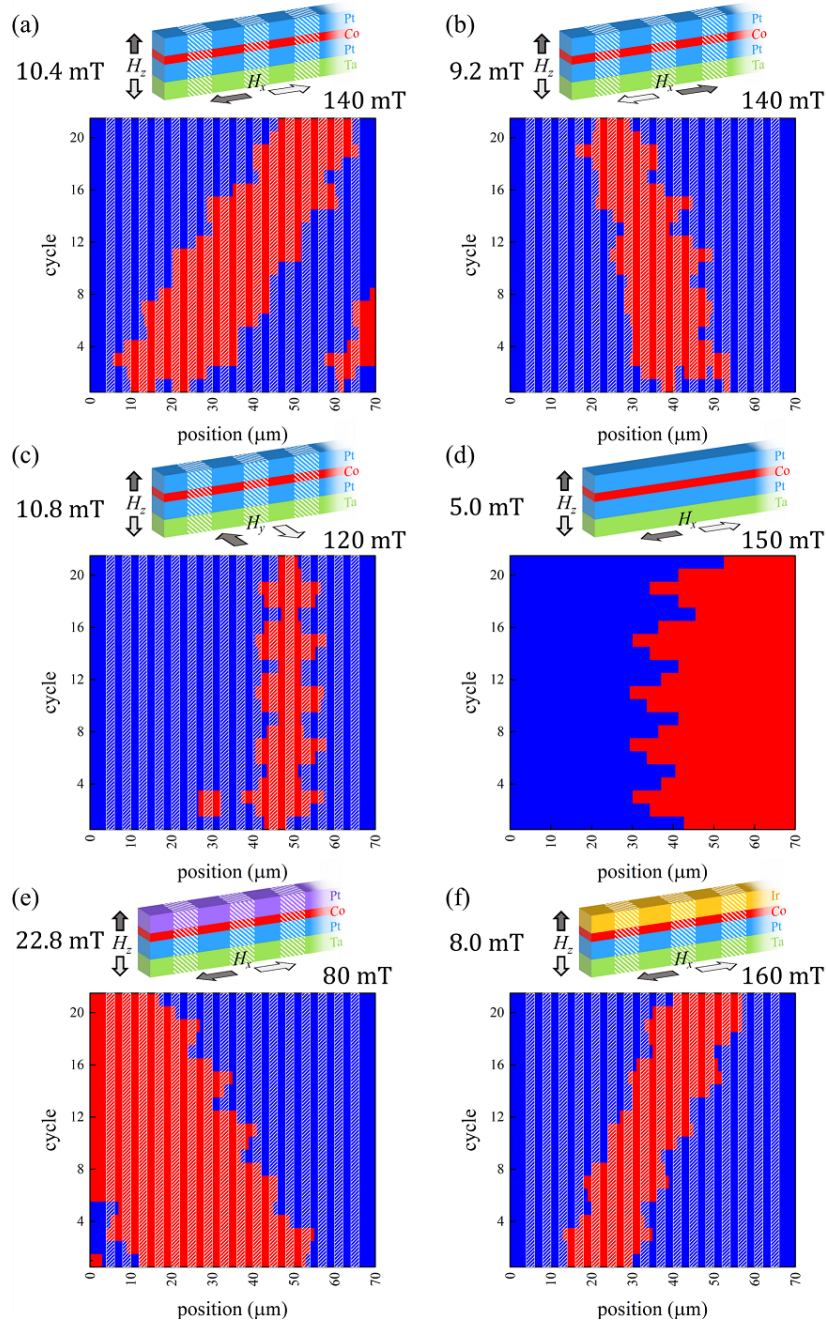 (a)
Pt
Co
Pt
Ta
10.4 mT
Hz
Hx
140 mT
20
16
12
8
4
cycle
0 10 20 30 40 50 60 70
position (μm)
(b)
Pt
Co
Pt
Ta
9.2 mT
Hz
Hx
140 mT
20
16
12
8
4
cycle
0 10 20 30 40 50 60 70
position (μm)
(c)
Pt
Co
Pt
Ta
10.8 mT
Hz
Hy
120 mT
20
16
12
8
4
cycle
0 10 20 30 40 50 60 70
position (μm)
(d)
Pt
Co
Pt
Ta
5.0 mT
Hz
Hx
150 mT
20
16
12
8
4
cycle
0 10 20 30 40 50 60 70
position (μm)
(e)
Pt
Co
Pt
Ta
22.8 mT
Hz
Hx
80 mT
20
16
12
8
4
cycle
0 10 20 30 40 50 60 70
position (μm)
(f)
Ir
Co
Pt
Ta
8.0 mT
Hz
Hx
160 mT
20
16
12
8
4
cycle
0 10 20 30 40 50 60 70
position (μm)